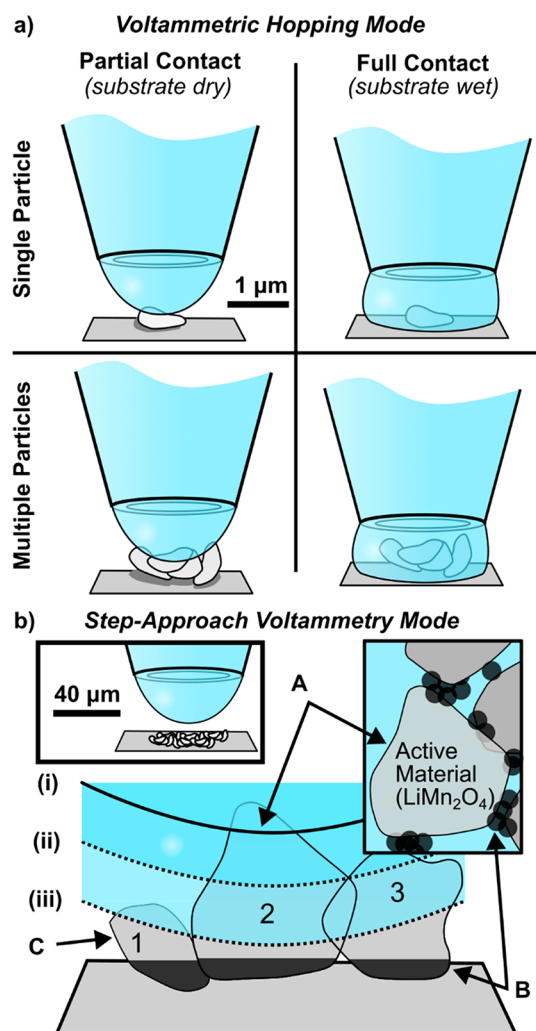 a) Voltammetric Hopping Mode
Partial Contact
(substrate dry)
Full Contact
(substrate wet)
Single Particle
1 µm
Multiple Particles
b) Step-Approach Voltammetry Mode
40 µm
A
Active
Material
(LiMn₂O₄)
(i)
(ii)
(iii)
3
2
1
C
B